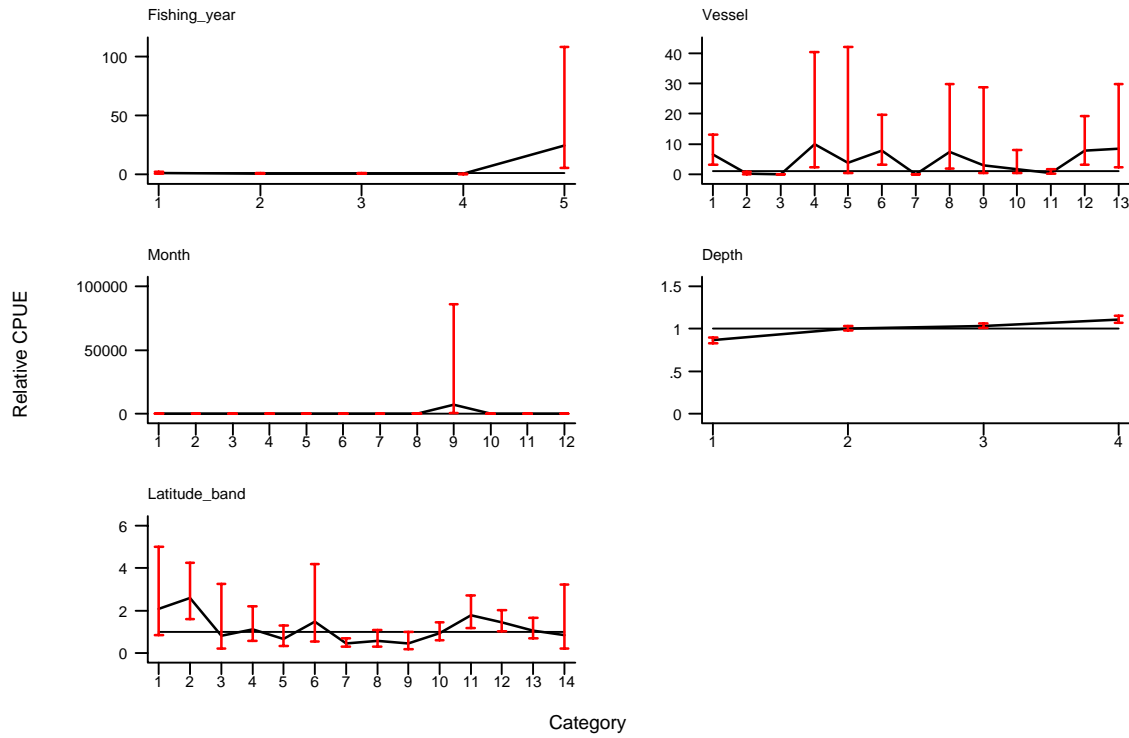 Fishing_year
100
50
0
1 2 3 4 5
Vessel
40
30
20
10
0
1 2 3 4 5 6 7 8 9 10 11 12 13
Month
100000
50000
0
1 2 3 4 5 6 7 8 9 10 11 12
Depth
1.5
1
.5
0
1 2 3 4
Latitude_band
6
4
2
0
1 2 3 4 5 6 7 8 9 10 11 12 13 14
Relative CPUE
Category